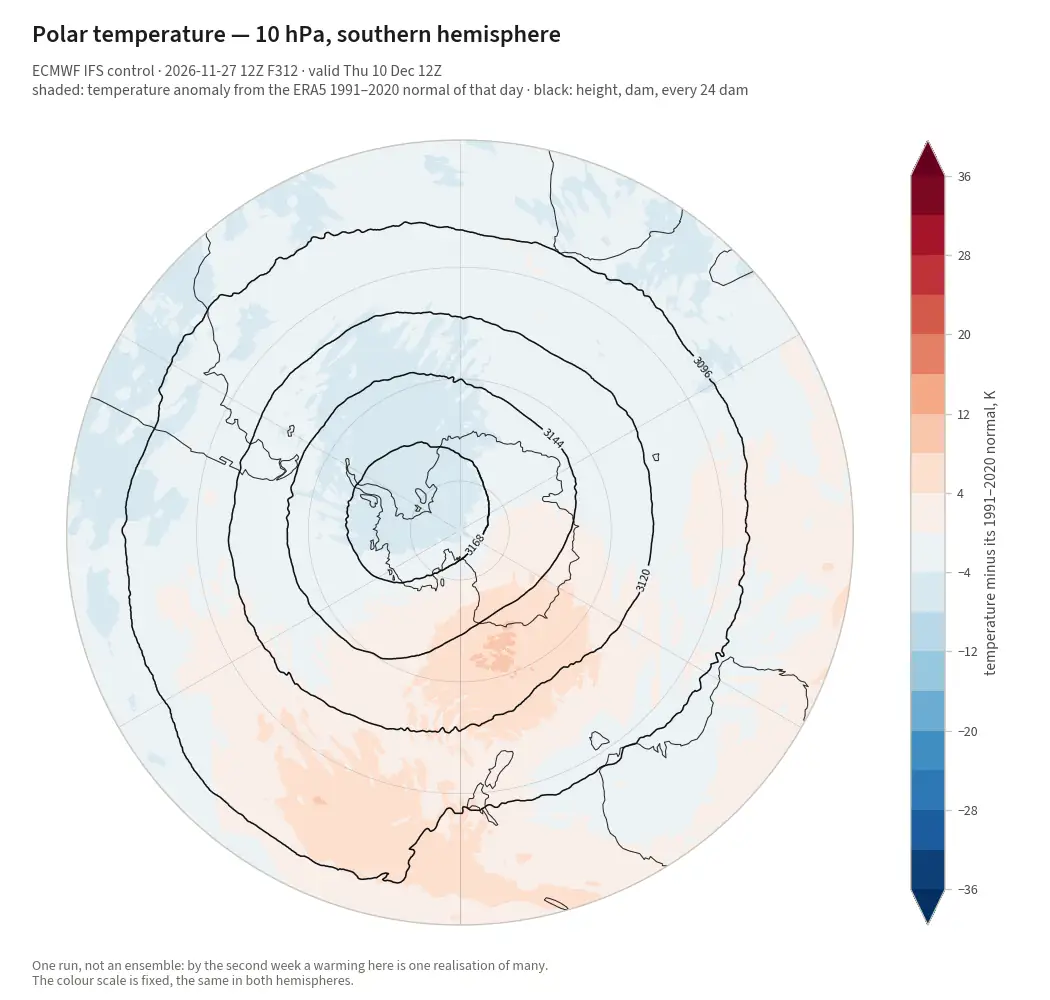 Polar temperature — 10 hPa, southern hemisphere
ECMWF IFS control · 2026-11-27 12Z F312 · valid Thu 10 Dec 12Z
shaded: temperature anomaly from the ERA5 1991–2020 normal of that day · black: height, dam, every 24 dam
36
28
20
12
4
−4
−12
−20
−28
−36
temperature minus its 1991–2020 normal, K
3096
3144
3168
3120
One run, not an ensemble: by the second week a warming here is one realisation of many.
The colour scale is fixed, the same in both hemispheres.